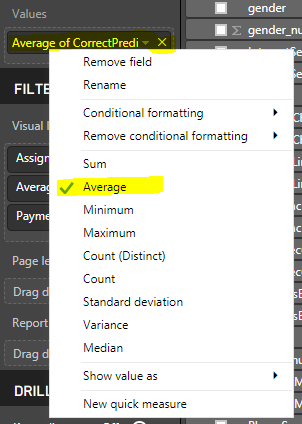 Values
Average of CorrectPredi
Remove field
Rename
Conditional formatting
Remove conditional formatting
Sum
Average
Minimum
Maximum
Count (Distinct)
Count
Standard deviation
Variance
Median
Show value as
New quick measure
FILTE
Visual l
Assign
Averag
Payme
Page le
Drag d
Report
Drag d
DRILL
gender
gender_nu